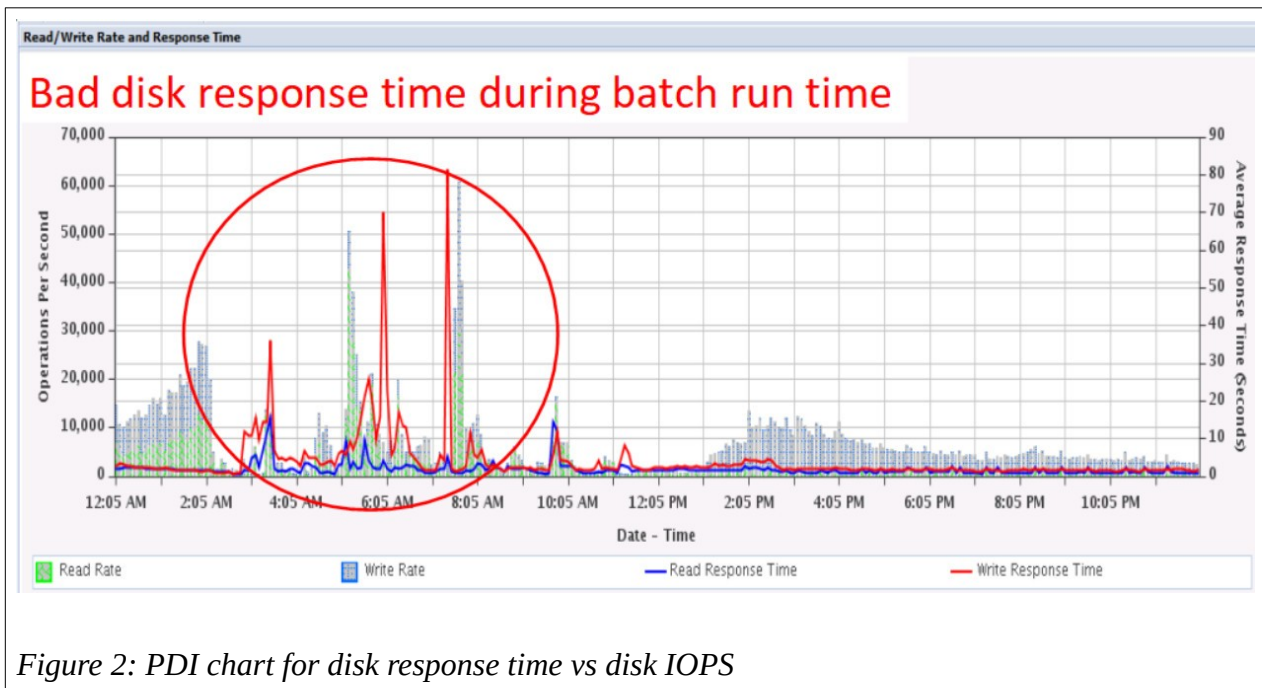 Read/Write Rate and Response Time
Bad disk response time during batch run time
70,000
60,000
50,000
40,000
30,000
20,000
10,000
0
Operations Per Second
90
80
70
60
50
40
30
20
10
0
Average Response Time (Seconds)
12:05 AM 2:05 AM 4:05 AM 6:05 AM 8:05 AM 10:05 AM 12:05 PM 2:05 PM 4:05 PM 6:05 PM 8:05 PM 10:05 PM
Date - Time
Read Rate Write Rate Read Response Time Write Response Time
Figure 2: PDI chart for disk response time vs disk IOPS